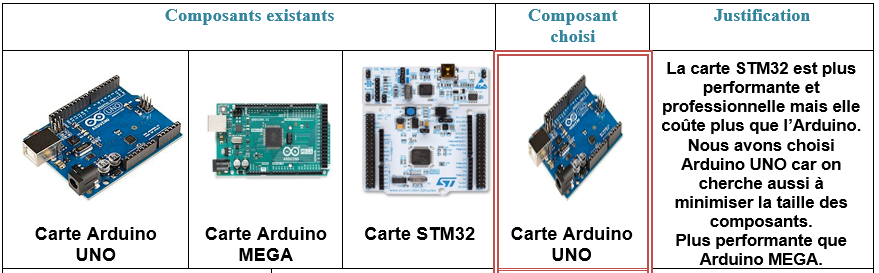 Composants existants
Composant
choisi
Justification
Carte Arduino
UNO
Carte Arduino
MEGA
Carte STM32
Carte Arduino
UNO
La carte STM32 est plus
performante et
professionnelle mais elle
coûte plus que l’Arduino.
Nous avons choisi
Arduino UNO car on
cherche aussi à
minimiser la taille des
composants.
Plus performante que
Arduino MEGA.